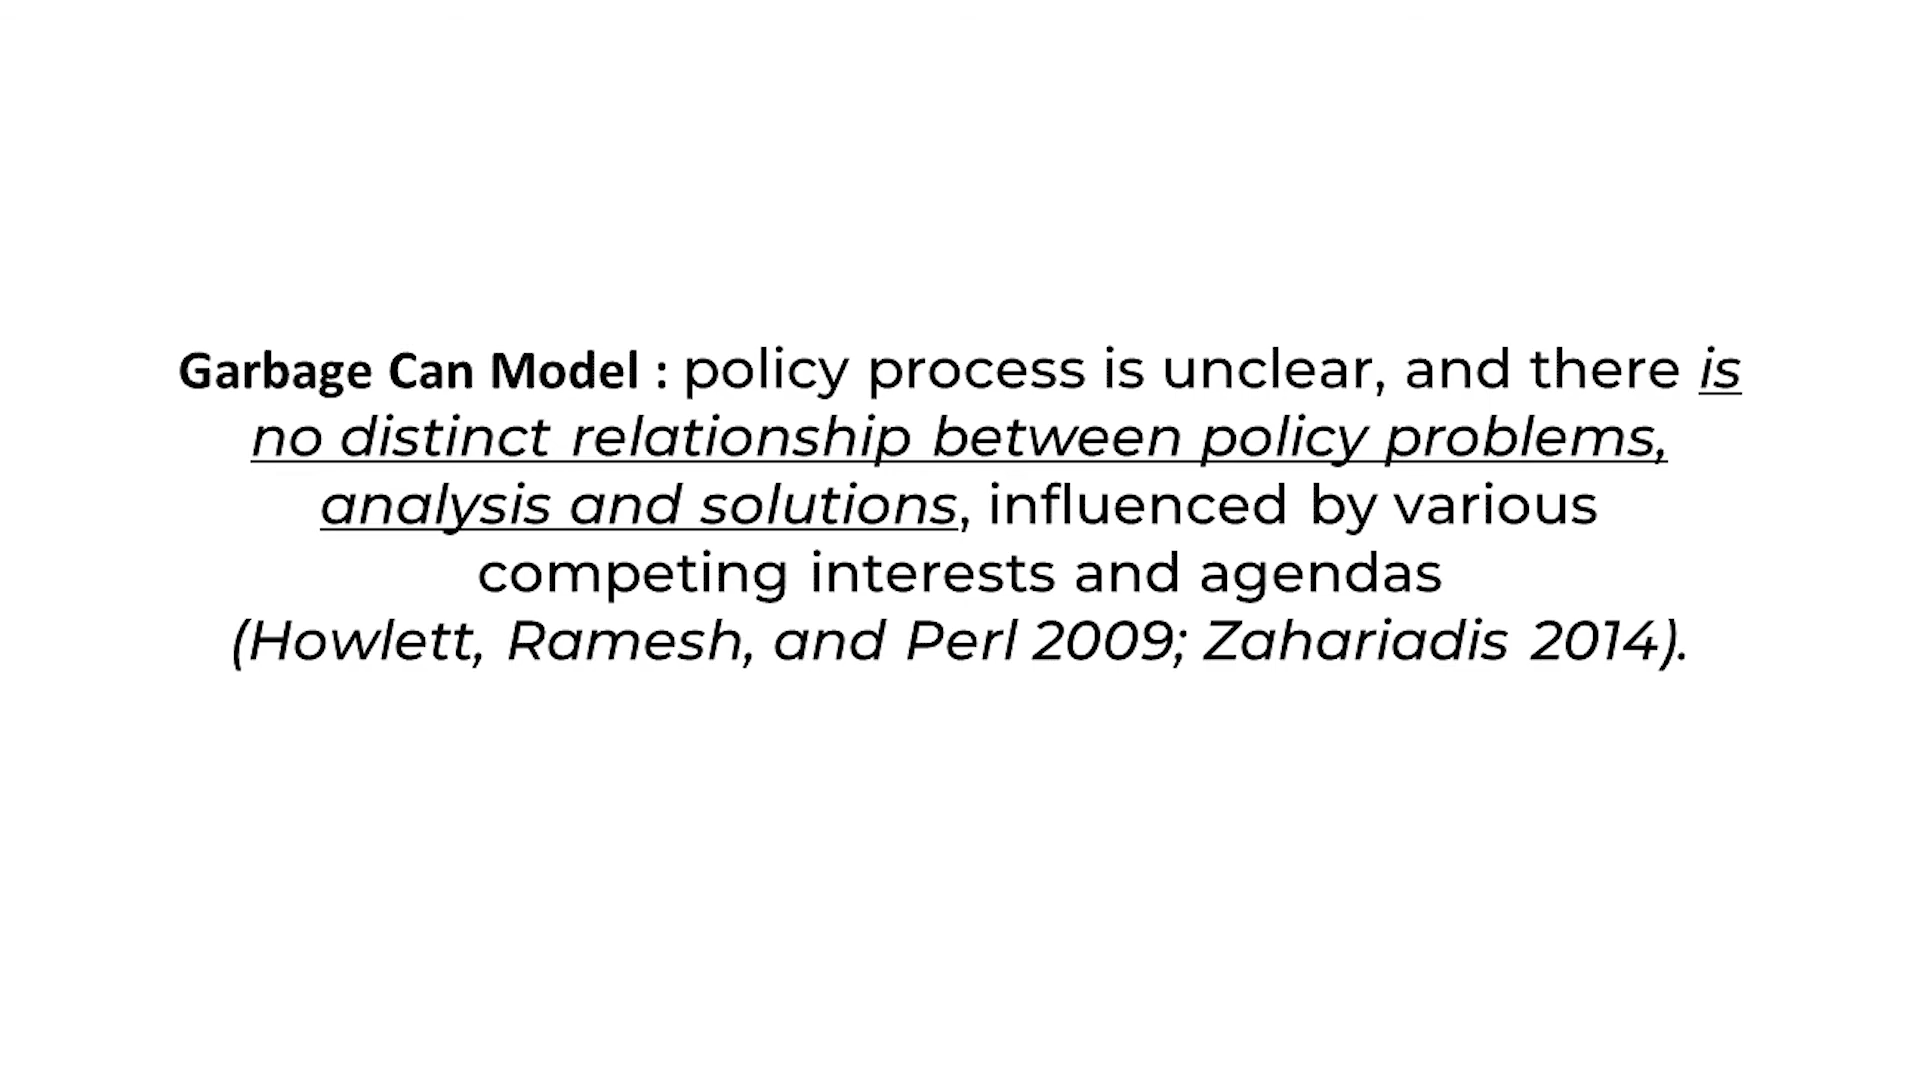 Garbage Can Model : policy process is unclear, and there is
no distinct relationship between policy problems,
analysis and solutions, influenced by various
competing interests and agendas
(Howlett, Ramesh, and Perl 2009; Zahariadis 2014).